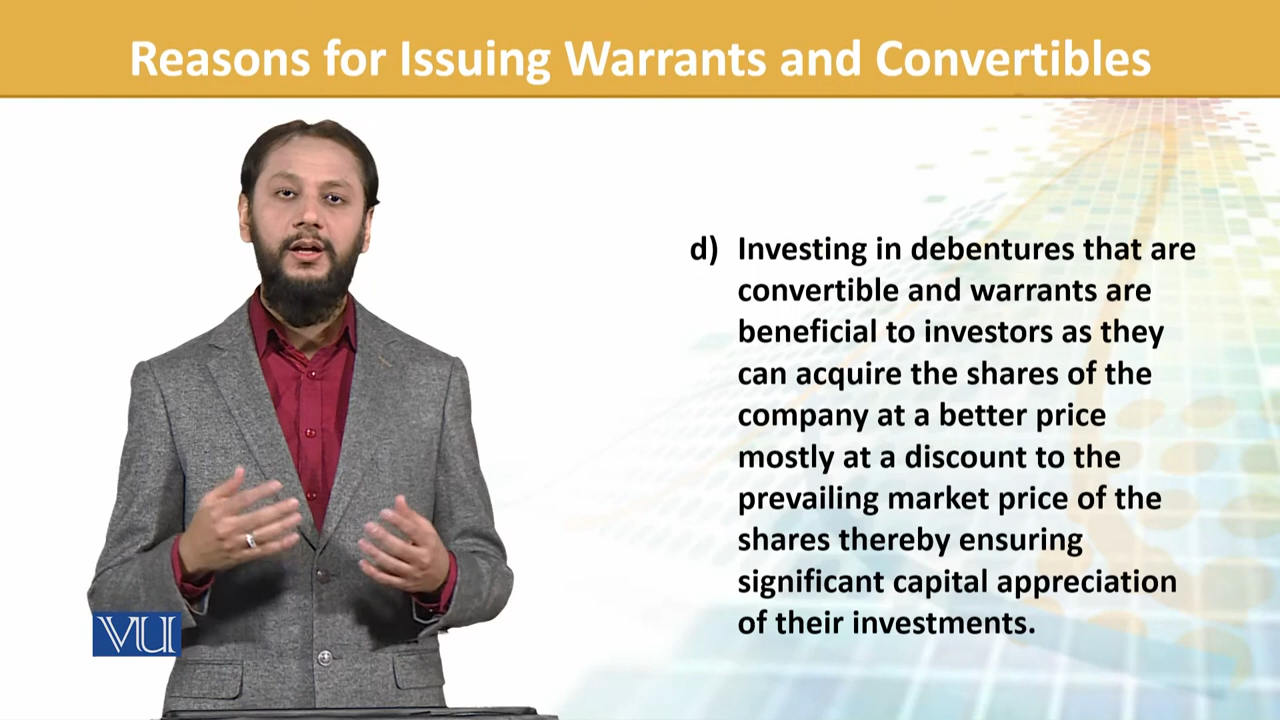 Reasons for Issuing Warrants and Convertibles
d) Investing in debentures that are
convertible and warrants are
beneficial to investors as they
can acquire the shares of the
company at a better price
mostly at a discount to the
prevailing market price of the
shares thereby ensuring
significant capital appreciation
of their investments.
VU